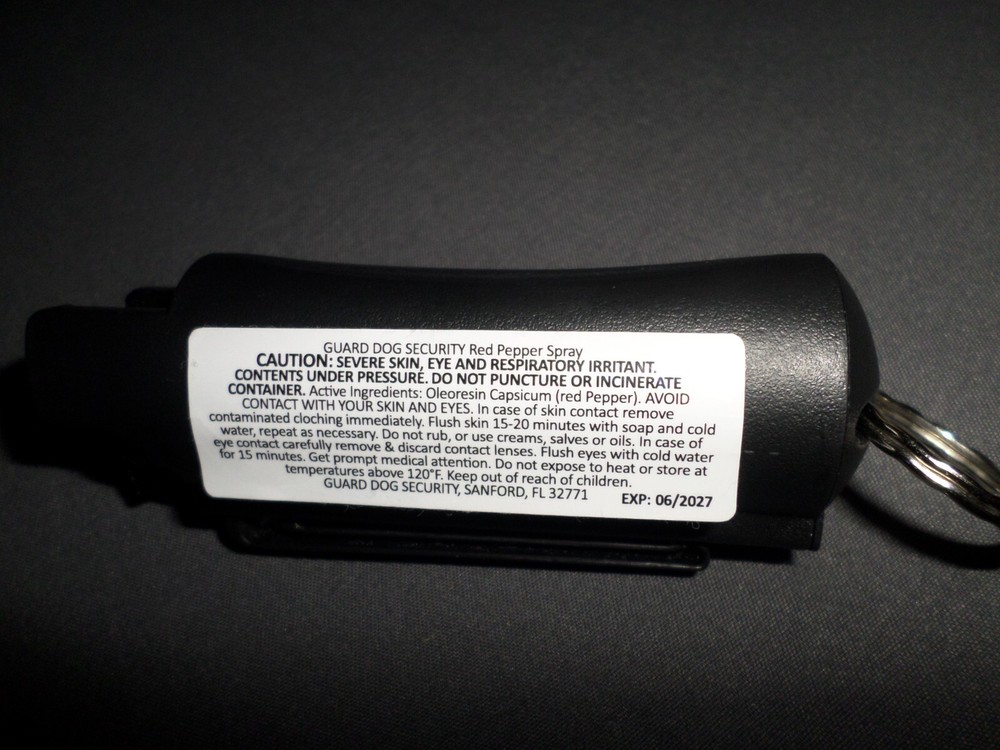 GUARD DOG SECURITY Red Pepper Spray
CAUTION: SEVERE SKIN, EYE AND RESPIRATORY IRRITANT.
CONTENTS UNDER PRESSURE. DO NOT PUNCTURE OR INCINERATE
CONTAINER. Active Ingredients: Oleoresin Capsicum (red Pepper). AVOID
CONTACT WITH YOUR SKIN AND EYES. In case of skin contact remove
contaminated cloching immediately. Flush skin 15-20 minutes with soap and cold
water, repeat as necessary. Do not rub, or use creams, salves or oils. In case of
eye contact carefully remove & discard contact lenses. Flush eyes with cold water
for 15 minutes. Get prompt medical attention. Do not expose to heat or store at
temperatures above 120°F. Keep out of reach of children.
GUARD DOG SECURITY, SANFORD, FL 32771 EXP: 06/2027